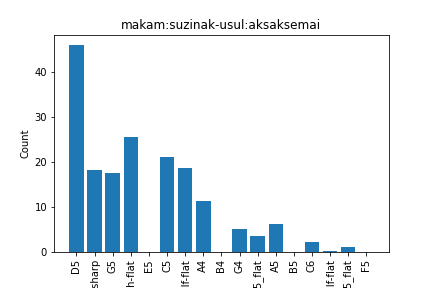 makam:suzinak-usul:aksaksemai
Count
40
30
20
10
0
D5
sharp
G5
h-flat
E5
C5
lf-flat
A4
B4
G4
5_flat
A5
B5
C6
lf-flat
5_flat
F5